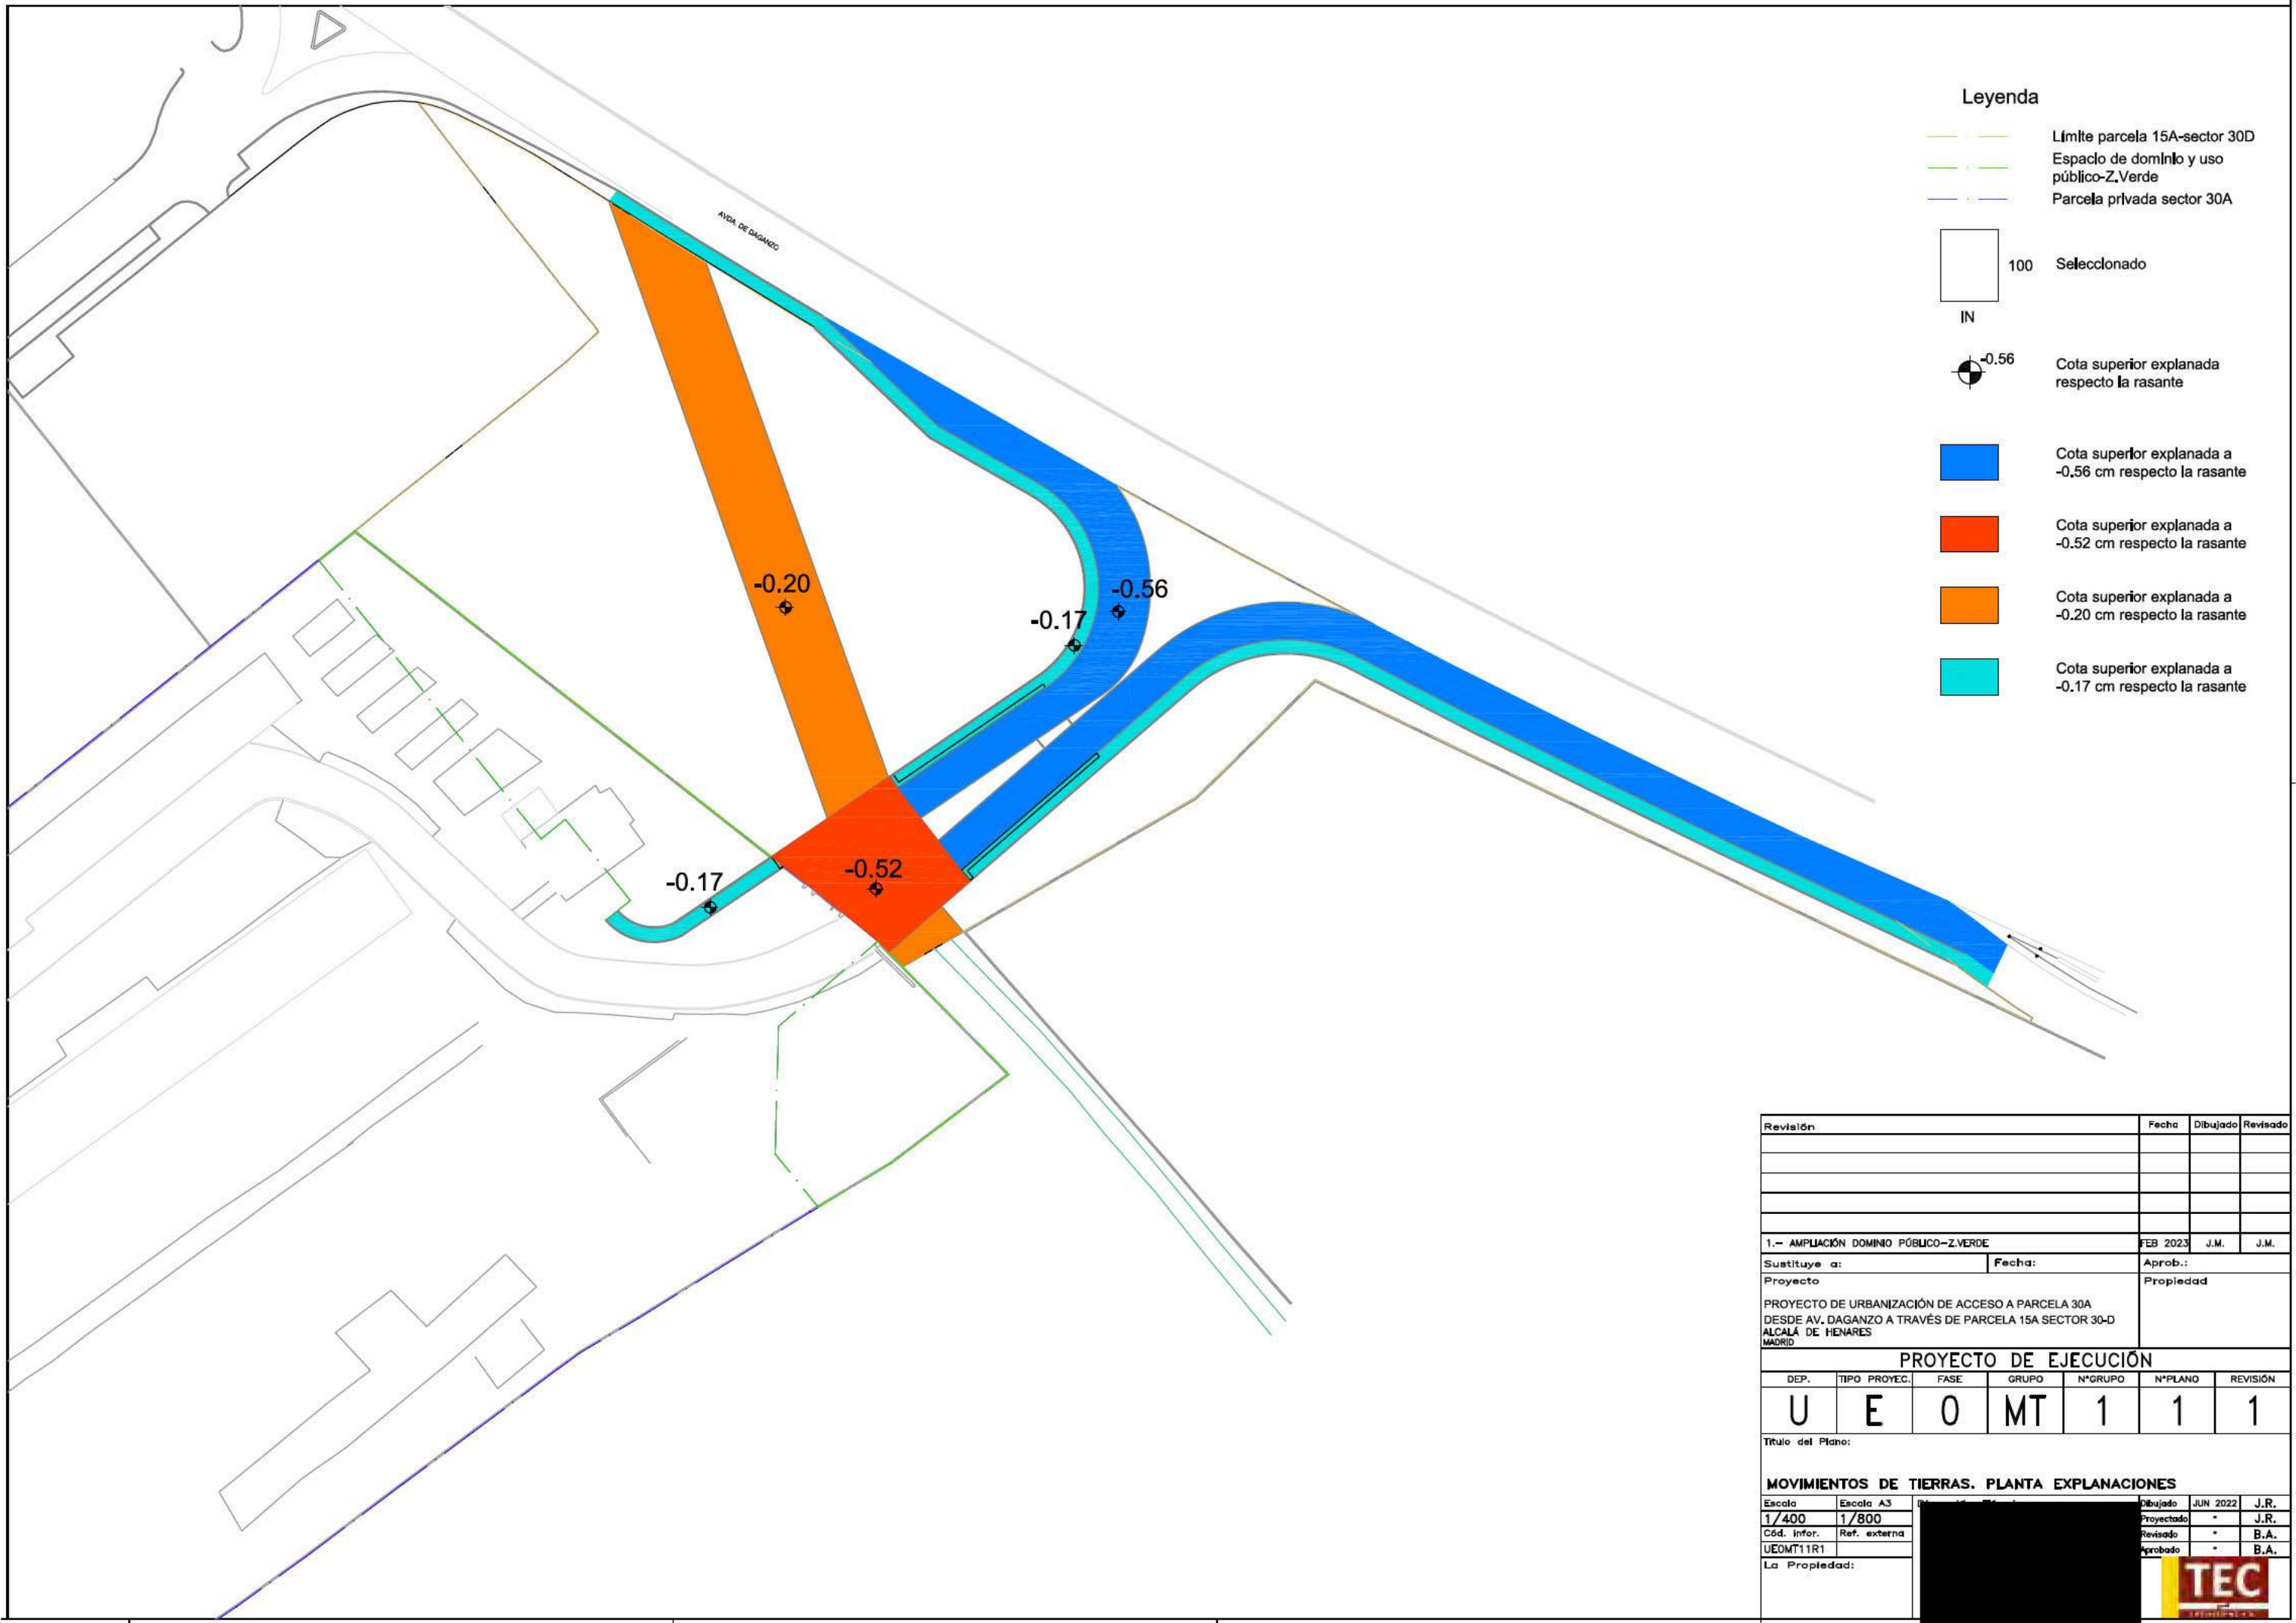 Leyenda
Límite parcela 15A-sector 30D
Espacio de dominio y uso
público-Z.Verde
Parcela privada sector 30A
100 Seleccionado
IN
-0.56
Cota superior explanada
respecto la rasante
Cota superior explanada a
-0.56 cm respecto la rasante
Cota superior explanada a
-0.52 cm respecto la rasante
Cota superior explanada a
-0.20 cm respecto la rasante
Cota superior explanada a
-0.17 cm respecto la rasante
AVDA. DE DAGANZO
-0.20
-0.56
-0.17
-0.52
-0.17
Revisión Fecha Dibujado Revisado
1.- AMPLIACIÓN DOMINIO PÚBLICO-Z.VERDE FEB 2023 J.M. J.M.
Sustituye a: Fecha: Aprob.:
Proyecto Propiedad
PROYECTO DE URBANIZACIÓN DE ACCESO A PARCELA 30A
DESDE AV. DAGANZO A TRAVÉS DE PARCELA 15A SECTOR 30-D
ALCALÁ DE HENARES
MADRID
PROYECTO DE EJECUCIÓN
DEP. TIPO PROYEC. FASE GRUPO NºGRUPO NºPLANO REVISIÓN
U E 0 MT 1 1 1
Título del Plano:
MOVIMIENTOS DE TIERRAS. PLANTA EXPLANACIONES
Escala Escala A3 Dibujado JUN 2022 J.R.
1/400 1/800 Proyectado " J.R.
Cód. infor. Ref. externa Revisado " B.A.
UE0MT11R1 Aprobado " B.A.
La Propiedad:
TEC